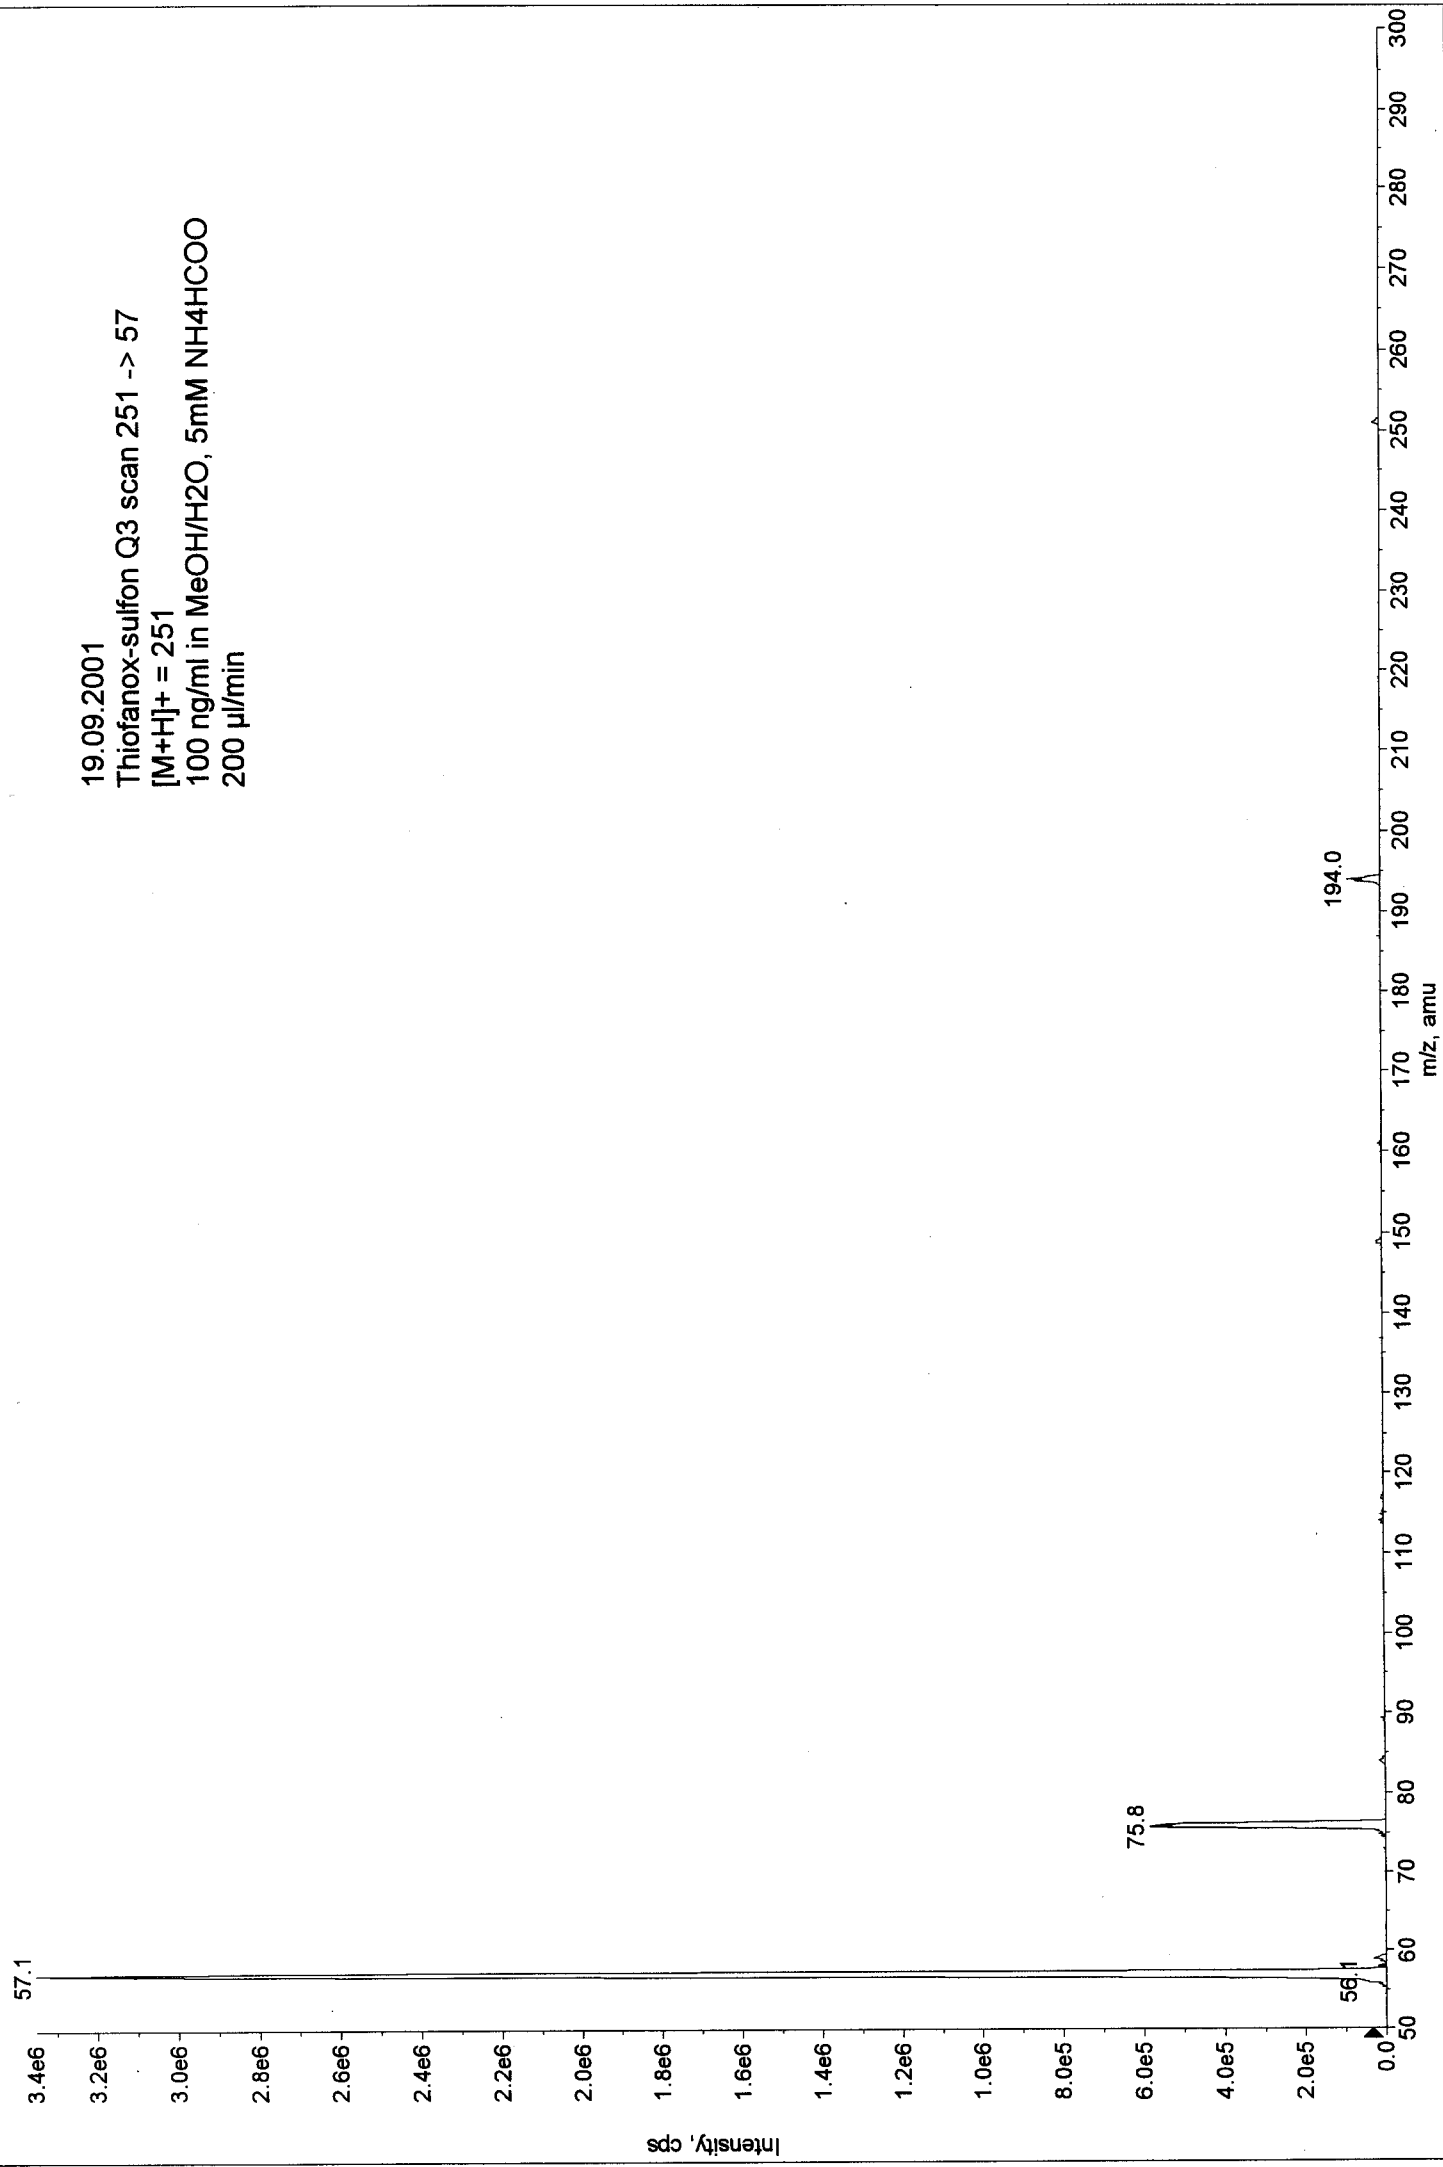 19.09.2001
Thiofanox-sulfon Q3 scan 251 -> 57
[M+H]+ = 251
100 ng/ml in MeOH/H2O, 5mM NH4HCOO
200 µl/min
57.1
56.1
75.8
194.0
3.4e6
3.2e6
3.0e6
2.8e6
2.6e6
2.4e6
2.2e6
2.0e6
1.8e6
1.6e6
1.4e6
1.2e6
1.0e6
8.0e5
6.0e5
4.0e5
2.0e5
0.0
Intensity, cps
50 60 70 80 90 100 110 120 130 140 150 160 170 180 190 200 210 220 230 240 250 260 270 280 290 300
m/z, amu